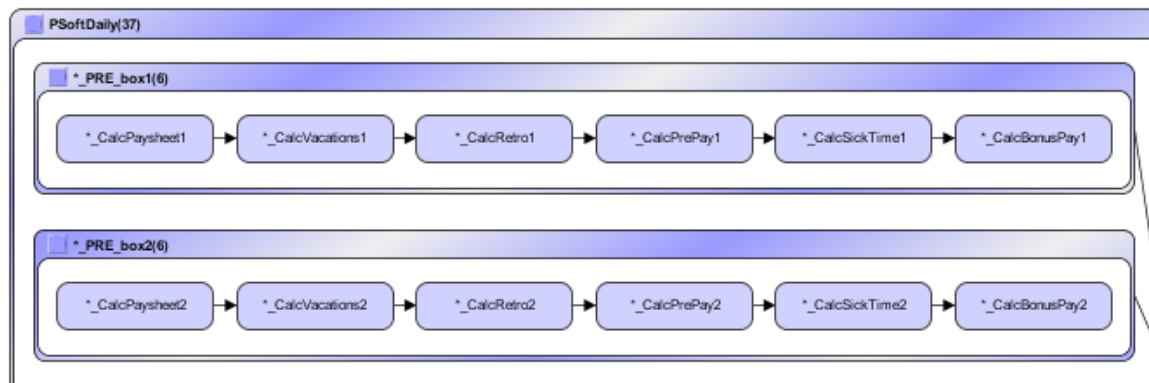 PSoftDaily(37)
*_PRE_box1(6)
*_CalcPaysheet1
*_CalcVacations1
*_CalcRetro1
*_CalcPrePay1
*_CalcSickTime1
*_CalcBonusPay1
*_PRE_box2(6)
*_CalcPaysheet2
*_CalcVacations2
*_CalcRetro2
*_CalcPrePay2
*_CalcSickTime2
*_CalcBonusPay2